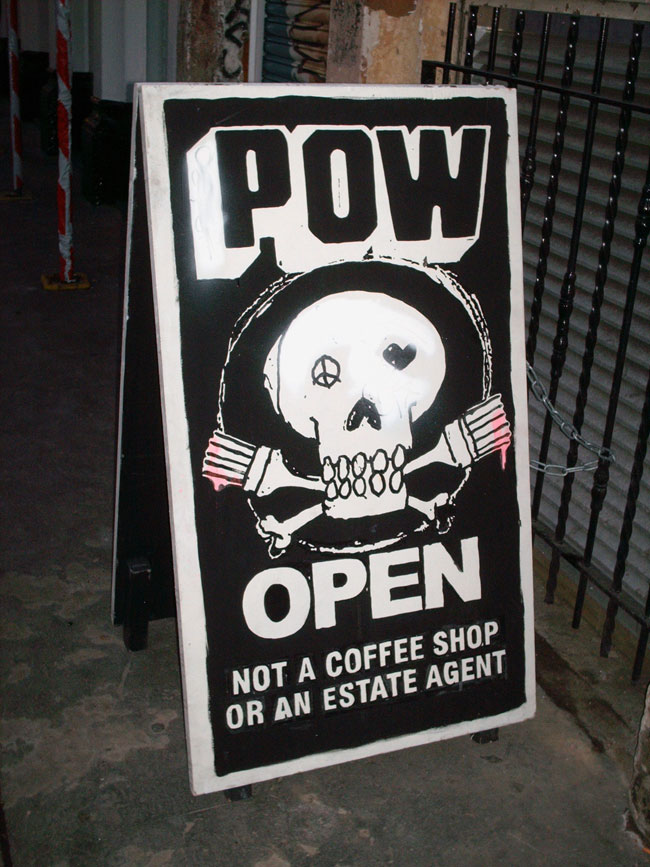 POW
OPEN
NOT A COFFEE SHOP
OR AN ESTATE AGENT